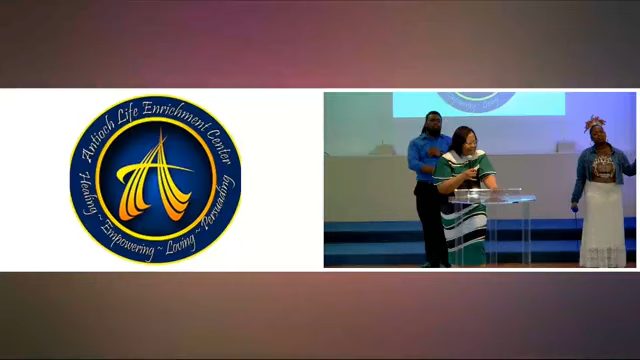 Antioch Life Enrichment Center
Healing ~ Empowering ~ Loving ~ Persuading